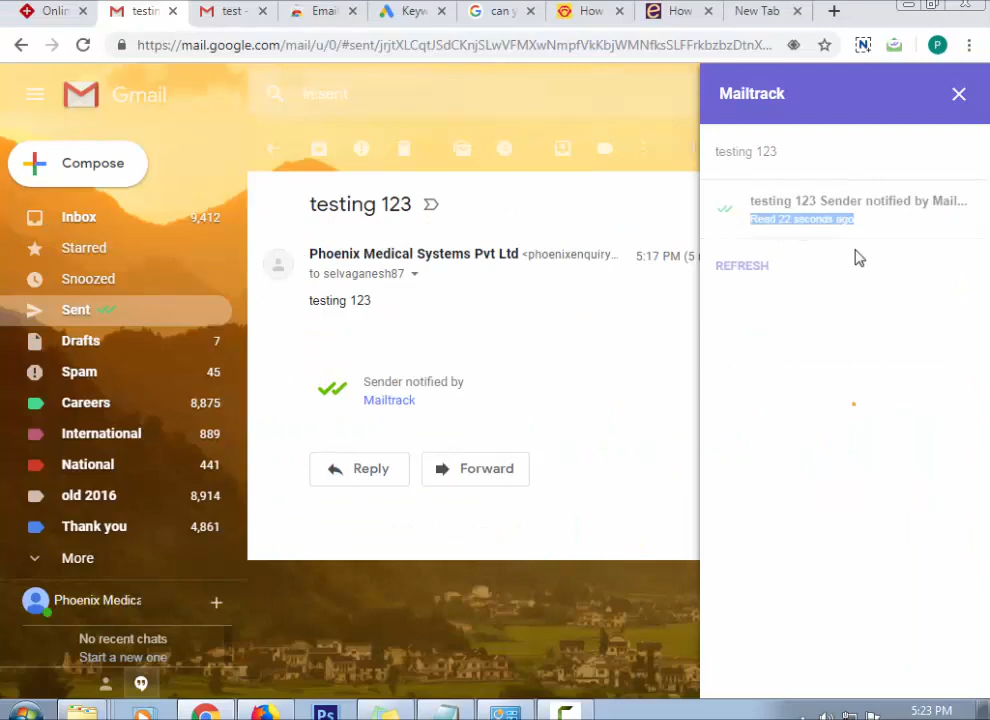 Onlin
testin
test -
Email
Keyw
can y
How
How
New Tab
https://mail.google.com/mail/u/0/#sent/jrjtXLCqtJSdCKnjSLwVFMXwNmpfVkKbjWMNfksSLFFrkbzbzDtnX...
P
Gmail
in:sent
Compose
Inbox 9,412
Starred
Snoozed
Sent
Drafts 7
Spam 45
Careers 8,875
International 889
National 441
old 2016 8,914
Thank you 4,861
More
Phoenix Medica
No recent chats
Start a new one
testing 123
Phoenix Medical Systems Pvt Ltd <phoenixenquiry... 5:17 PM (5
to selvaganesh87
testing 123
Sender notified by
Mailtrack
Reply
Forward
Mailtrack
testing 123
testing 123 Sender notified by Mail...
Read 22 seconds ago
REFRESH
Ps
5:23 PM